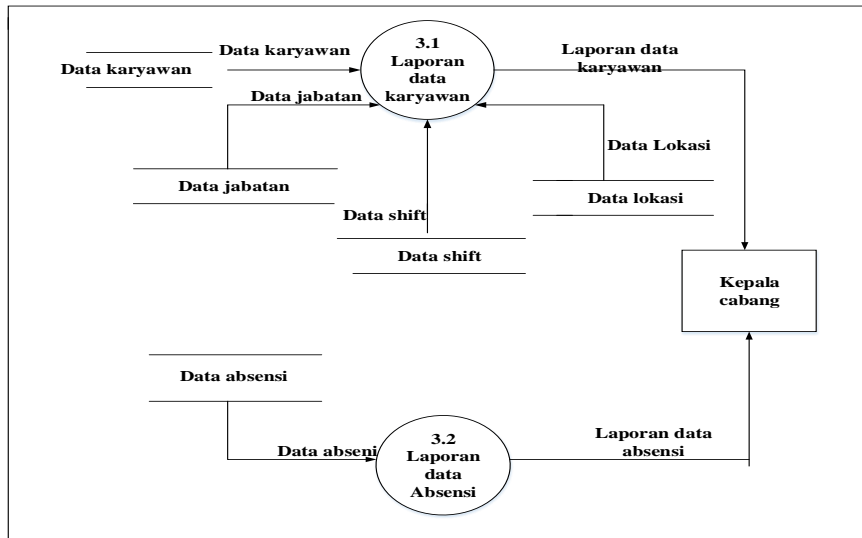 Data karyawan
Data karyawan
3.1
Laporan
data
karyawan
Laporan data
karyawan
Data jabatan
Data Lokasi
Data jabatan
Data lokasi
Data shift
Data shift
Kepala
cabang
Data absensi
Data abseni
3.2
Laporan
data
Absensi
Laporan data
absensi